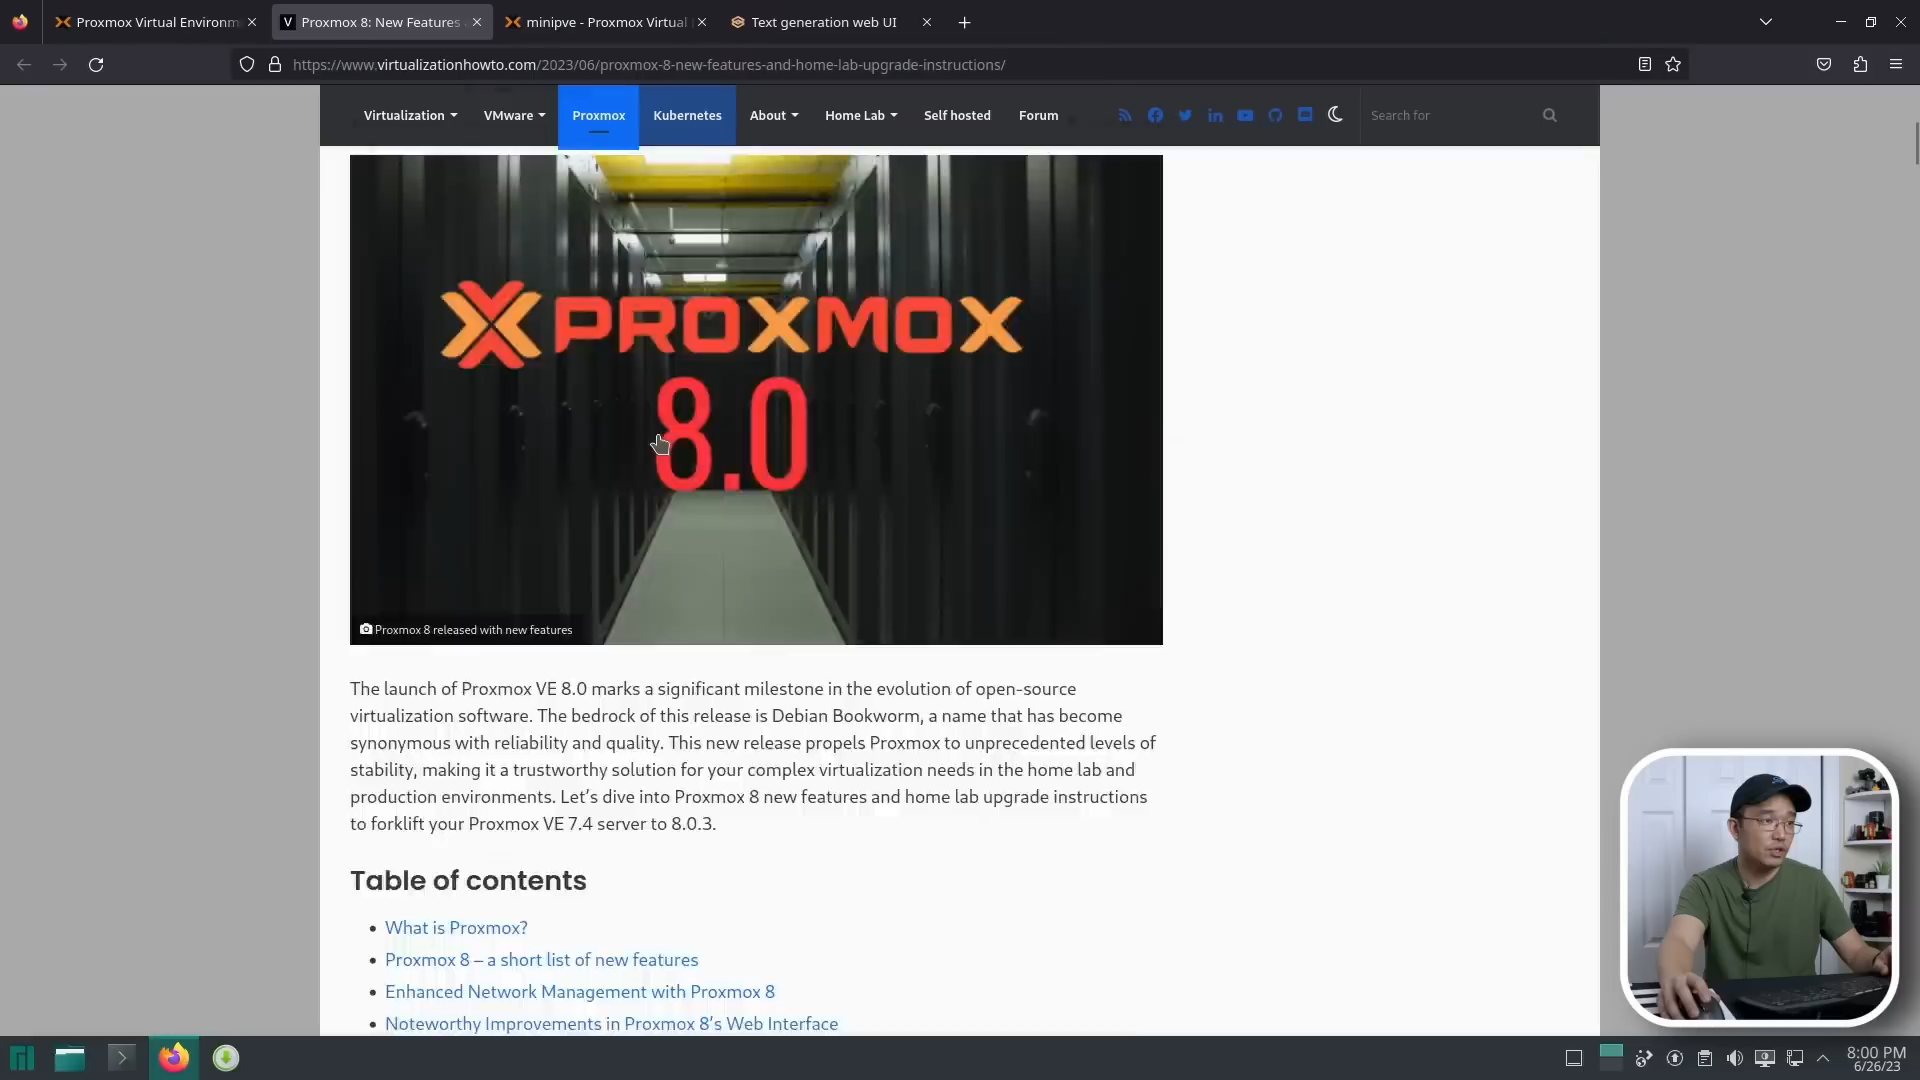 Proxmox Virtual Environm
Proxmox 8: New Features
minipve - Proxmox Virtual
Text generation web UI
https://www.virtualizationhowto.com/2023/06/proxmox-8-new-features-and-home-lab-upgrade-instructions/
Virtualization VMware Proxmox Kubernetes About Home Lab Self hosted Forum Search for
PROXMOX
8.0
Proxmox 8 released with new features
The launch of Proxmox VE 8.0 marks a significant milestone in the evolution of open-source
virtualization software. The bedrock of this release is Debian Bookworm, a name that has become
synonymous with reliability and quality. This new release propels Proxmox to unprecedented levels of
stability, making it a trustworthy solution for your complex virtualization needs in the home lab and
production environments. Let’s dive into Proxmox 8 new features and home lab upgrade instructions
to forklift your Proxmox VE 7.4 server to 8.0.3.
Table of contents
• What is Proxmox?
• Proxmox 8 – a short list of new features
• Enhanced Network Management with Proxmox 8
• Noteworthy Improvements in Proxmox 8’s Web Interface
8:00 PM
6/26/23